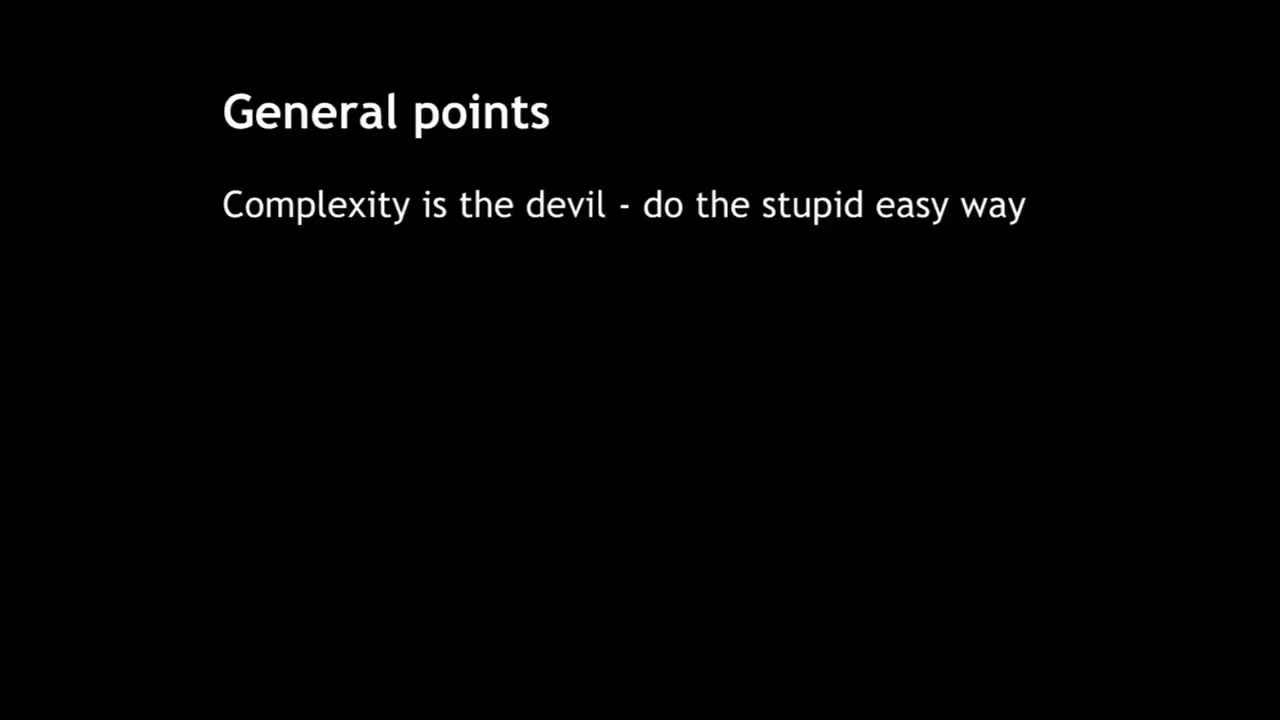 General points
Complexity is the devil - do the stupid easy way